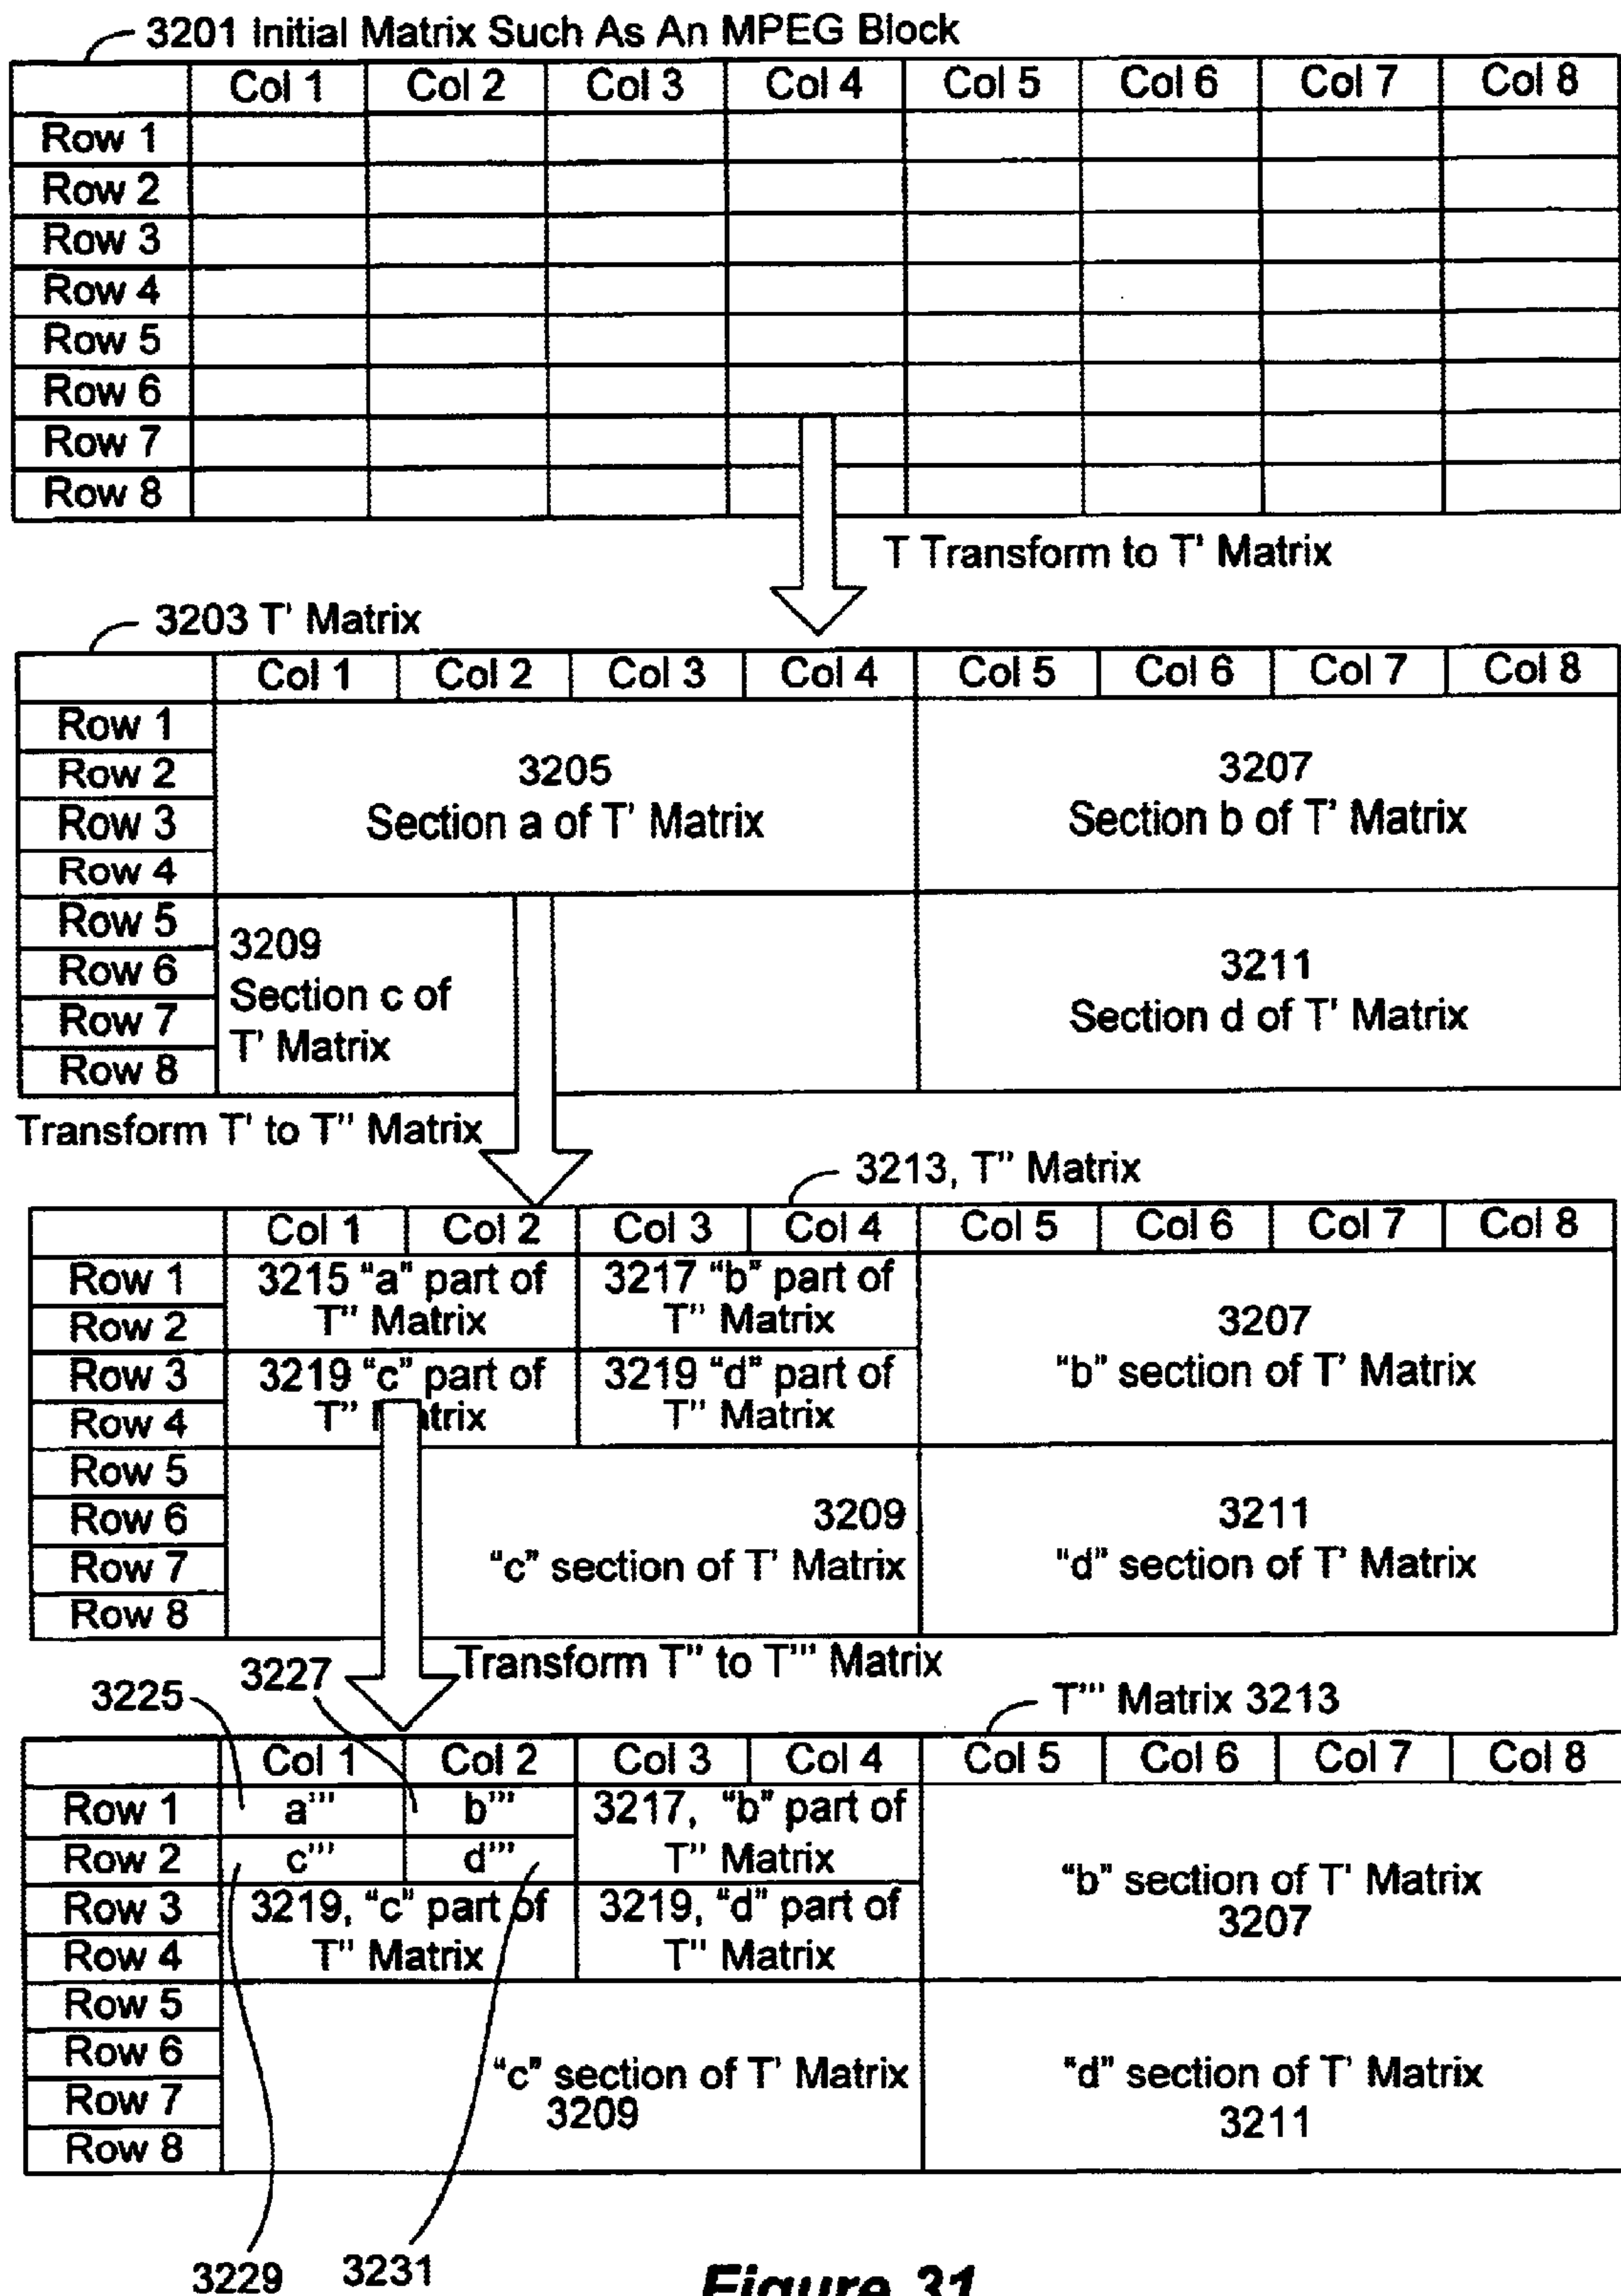 3201 Initial Matrix Such As An MPEG Block
Col 1 Col 2 Col 3 Col 4 Col 5 Col 6 Col 7 Col 8
Row 1
Row 2
Row 3
Row 4
Row 5
Row 6
Row 7
Row 8
T Transform to T' Matrix
3203 T' Matrix
Col 1 Col 2 Col 3 Col 4 Col 5 Col 6 Col 7 Col 8
Row 1
Row 2
Row 3
Row 4
3205
Section a of T' Matrix
3207
Section b of T' Matrix
Row 5
Row 6
Row 7
Row 8
3209
Section c of
T' Matrix
3211
Section d of T' Matrix
Transform T' to T'' Matrix
3213, T'' Matrix
Col 1 Col 2 Col 3 Col 4 Col 5 Col 6 Col 7 Col 8
Row 1
Row 2
Row 3
Row 4
3215 "a" part of
T'' Matrix
3217 "b" part of
T'' Matrix
3219 "c" part of
T'' Matrix
3219 "d" part of
T'' Matrix
3207
"b" section of T' Matrix
Row 5
Row 6
Row 7
Row 8
3209
"c" section of T' Matrix
3211
"d" section of T' Matrix
Transform T'' to T''' Matrix
3225
3227
T''' Matrix 3213
Col 1 Col 2 Col 3 Col 4 Col 5 Col 6 Col 7 Col 8
Row 1
Row 2
Row 3
Row 4
a'''
b'''
c'''
d'''
3217, "b" part of
T'' Matrix
3219, "c" part of
T'' Matrix
3219, "d" part of
T'' Matrix
"b" section of T' Matrix
3207
Row 5
Row 6
Row 7
Row 8
"c" section of T' Matrix
3209
"d" section of T' Matrix
3211
3229
3231
Figure 31